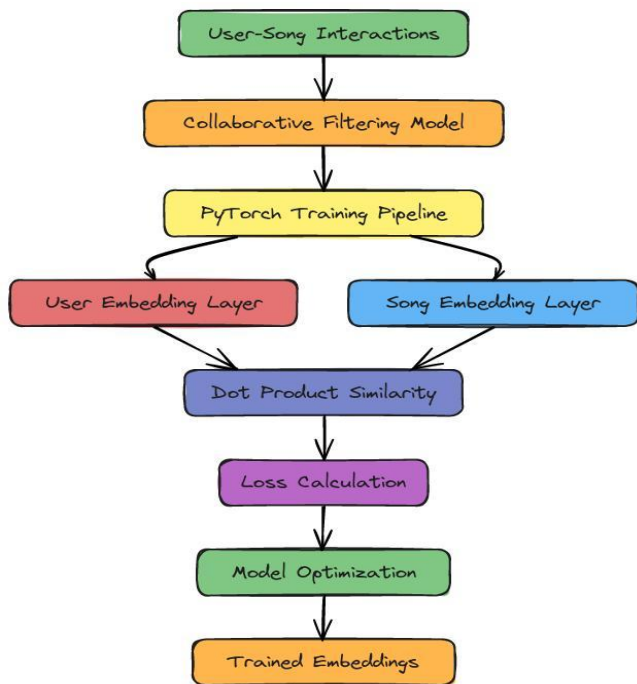 User-Song Interactions
Collaborative Filtering Model
PyTorch Training Pipeline
User Embedding Layer
Song Embedding Layer
Dot Product Similarity
Loss Calculation
Model Optimization
Trained Embeddings